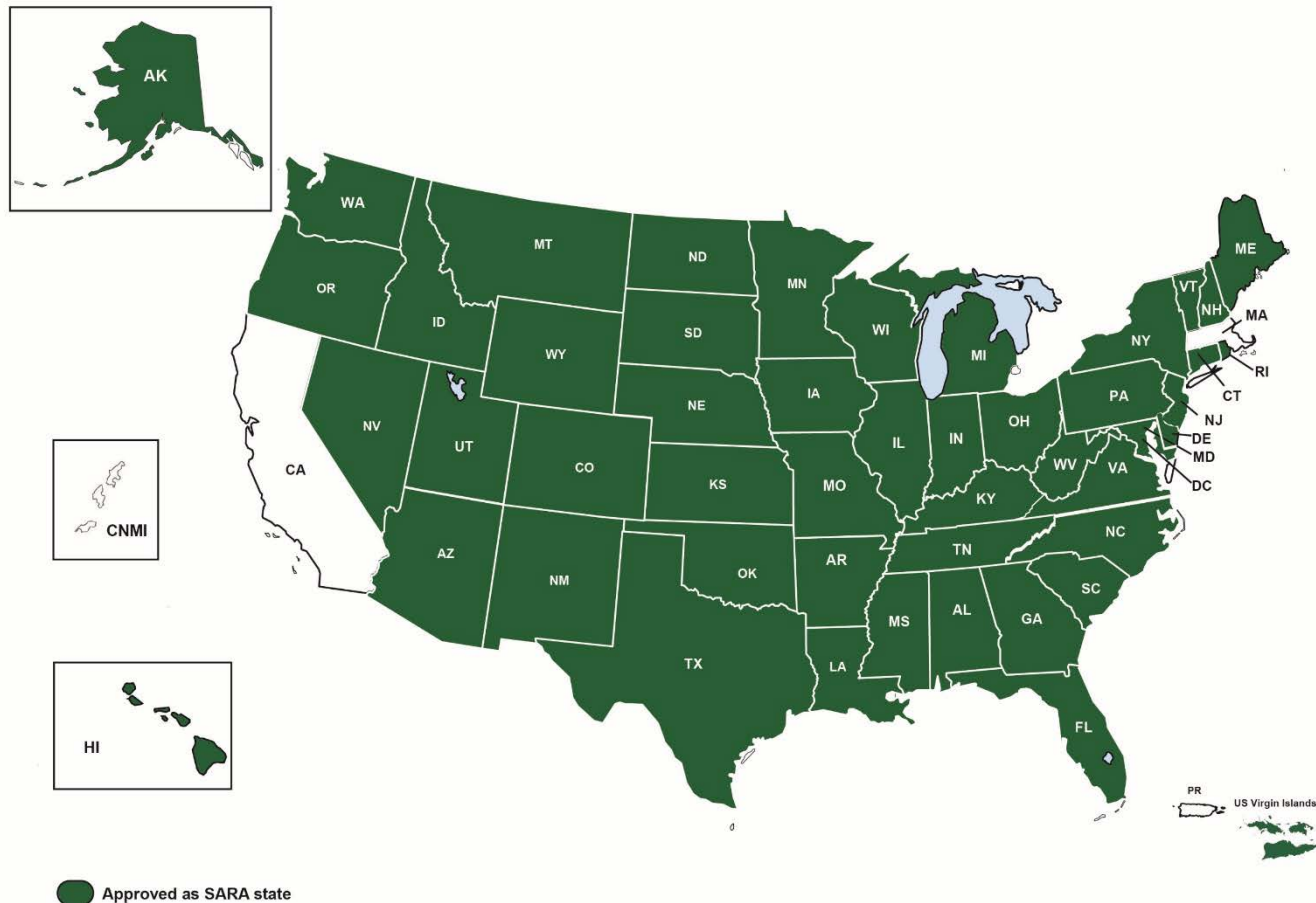 AK
WA
MT
ND
MN
ME
VT
NH
OR
ID
SD
WI
MA
NY
MI
WY
RI
IA
CT
PA
NE
NJ
NV
OH
DE
UT
IL
IN
MD
CA
CO
WV
VA
DC
KS
MO
KY
CNMI
NC
AZ
TN
AR
NM
OK
SC
MS
AL
GA
TX
LA
FL
HI
PR
US Virgin Islands
Approved as SARA state